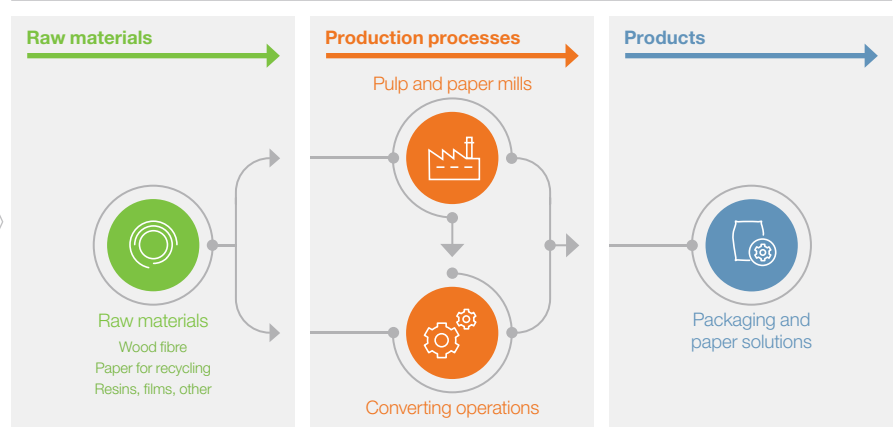 Raw materials
Production processes
Products
Pulp and paper mills
Raw materials
Wood fibre
Paper for recycling
Resins, films, other
Converting operations
Packaging and
paper solutions